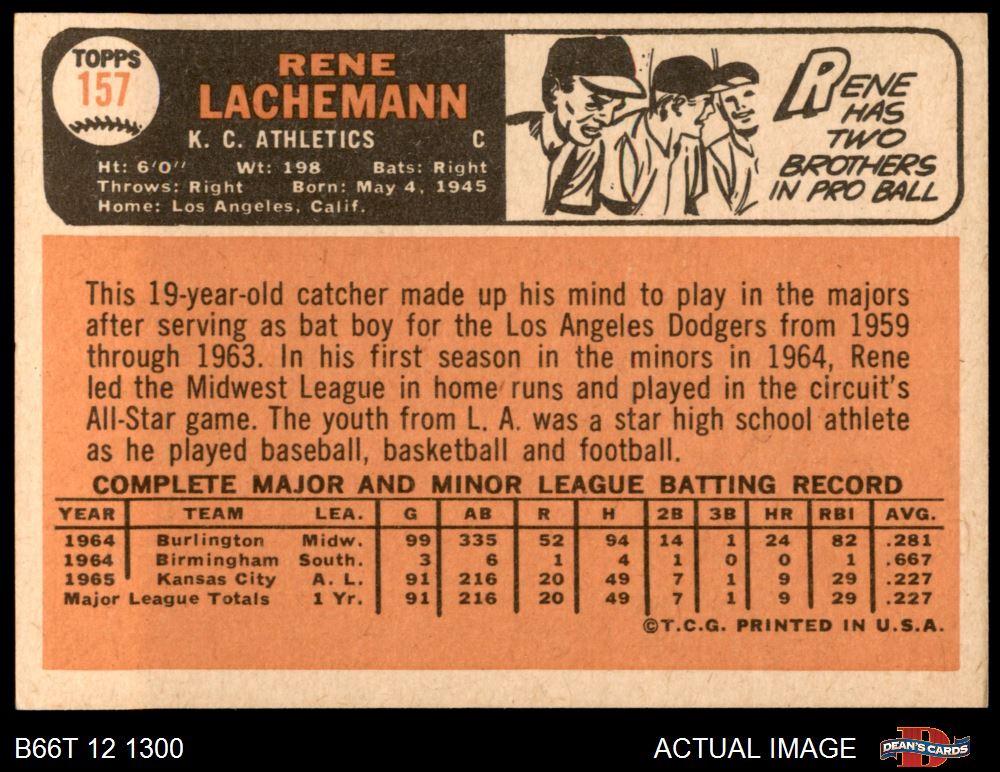 TOPPS
157
RENE
LACHEMANN
K. C. ATHLETICS C
Ht: 6'0'' Wt: 198 Bats: Right
Throws: Right Born: May 4, 1945
Home: Los Angeles, Calif.
RENE
HAS
TWO
BROTHERS
IN PRO BALL
This 19-year-old catcher made up his mind to play in the majors
after serving as bat boy for the Los Angeles Dodgers from 1959
through 1963. In his first season in the minors in 1964, Rene
led the Midwest League in home runs and played in the circuit's
All-Star game. The youth from L. A. was a star high school athlete
as he played baseball, basketball and football.
COMPLETE MAJOR AND MINOR LEAGUE BATTING RECORD
YEAR TEAM LEA. G AB R H 2B 3B HR RBI AVG.
1964 Burlington Midw. 99 335 52 94 14 1 24 82 .281
1964 Birmingham South. 3 6 1 4 1 0 0 1 .667
1965 Kansas City A. L. 91 216 20 49 7 1 9 29 .227
Major League Totals 1 Yr. 91 216 20 49 7 1 9 29 .227
©T.C.G. PRINTED IN U.S.A.
B66T 12 1300
ACTUAL IMAGE
D
DEAN'S CARDS